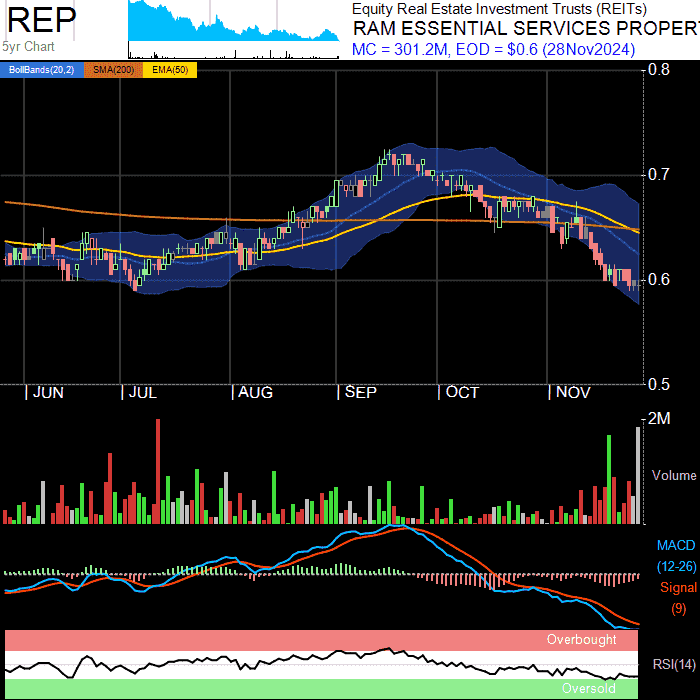 REP
5yr Chart
Equity Real Estate Investment Trusts (REITs)
RAM ESSENTIAL SERVICES PROPER
MC = 301.2M, EOD = $0.6 (28Nov2024)
BollBands(20,2) SMA(200) EMA(50)
0.8
0.7
0.6
0.5
JUN JUL AUG SEP OCT NOV
2M
Volume
MACD
(12-26)
Signal
(9)
Overbought
RSI(14)
Oversold